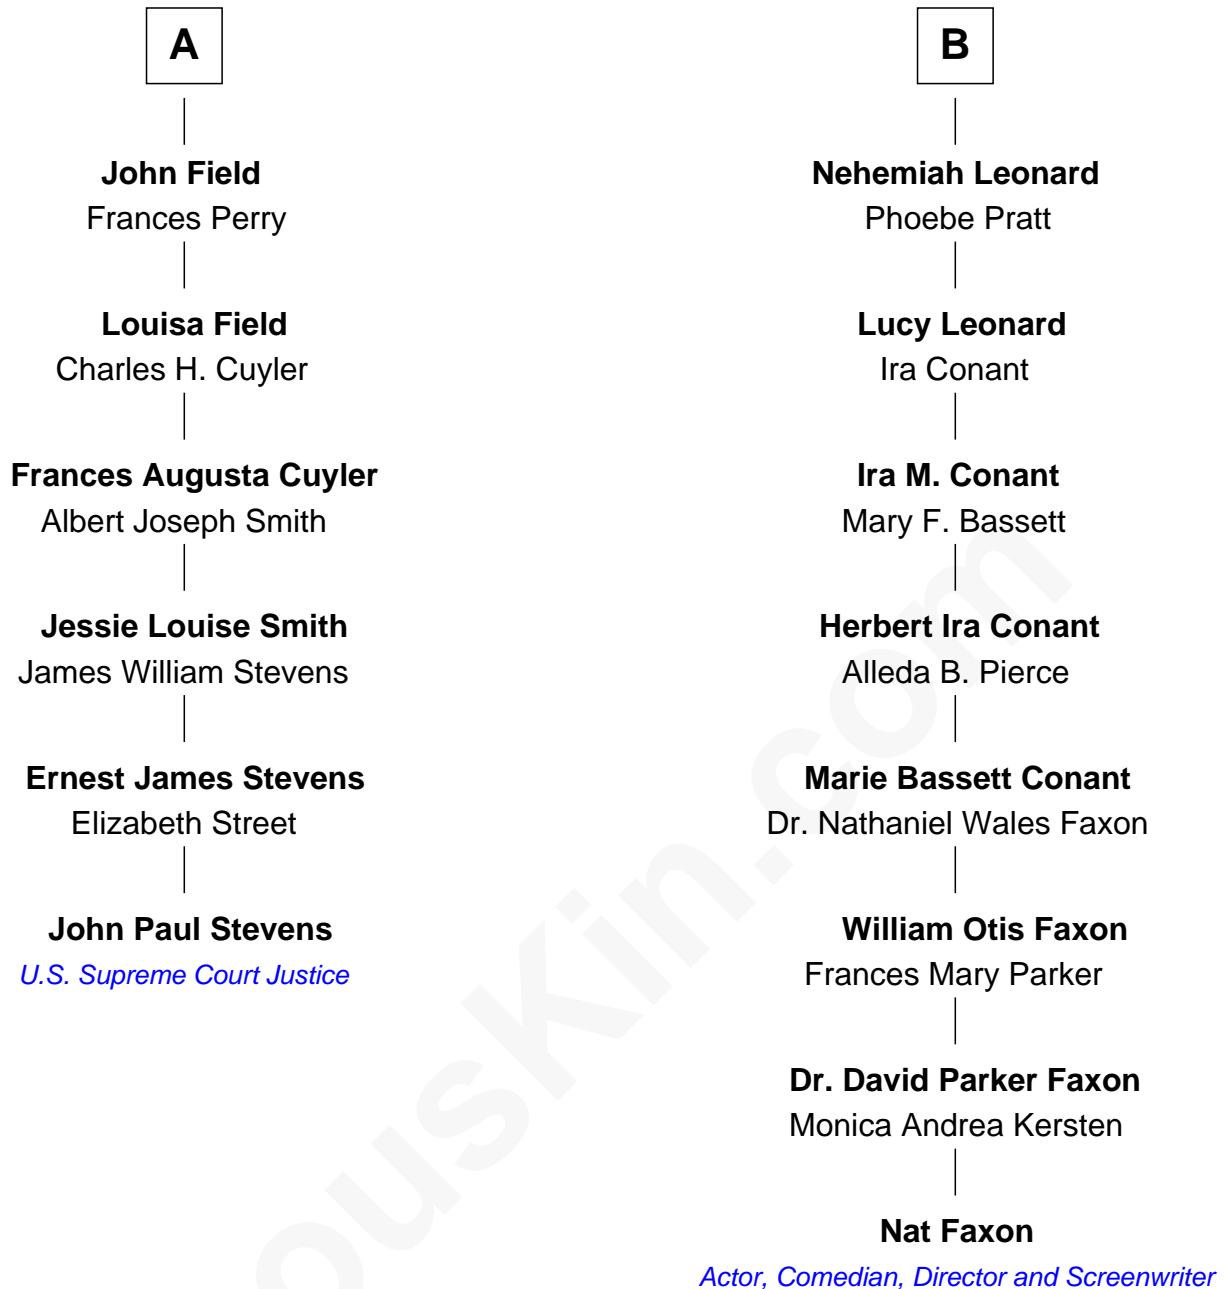 A
John Field
Frances Perry
Louisa Field
Charles H. Cuyler
Frances Augusta Cuyler
Albert Joseph Smith
Jessie Louise Smith
James William Stevens
Ernest James Stevens
Elizabeth Street
John Paul Stevens
U.S. Supreme Court Justice
B
Nehemiah Leonard
Phoebe Pratt
Lucy Leonard
Ira Conant
Ira M. Conant
Mary F. Bassett
Herbert Ira Conant
Alleda B. Pierce
Marie Bassett Conant
Dr. Nathaniel Wales Faxon
William Otis Faxon
Frances Mary Parker
Dr. David Parker Faxon
Monica Andrea Kersten
Nat Faxon
Actor, Comedian, Director and Screenwriter
ousKin.com